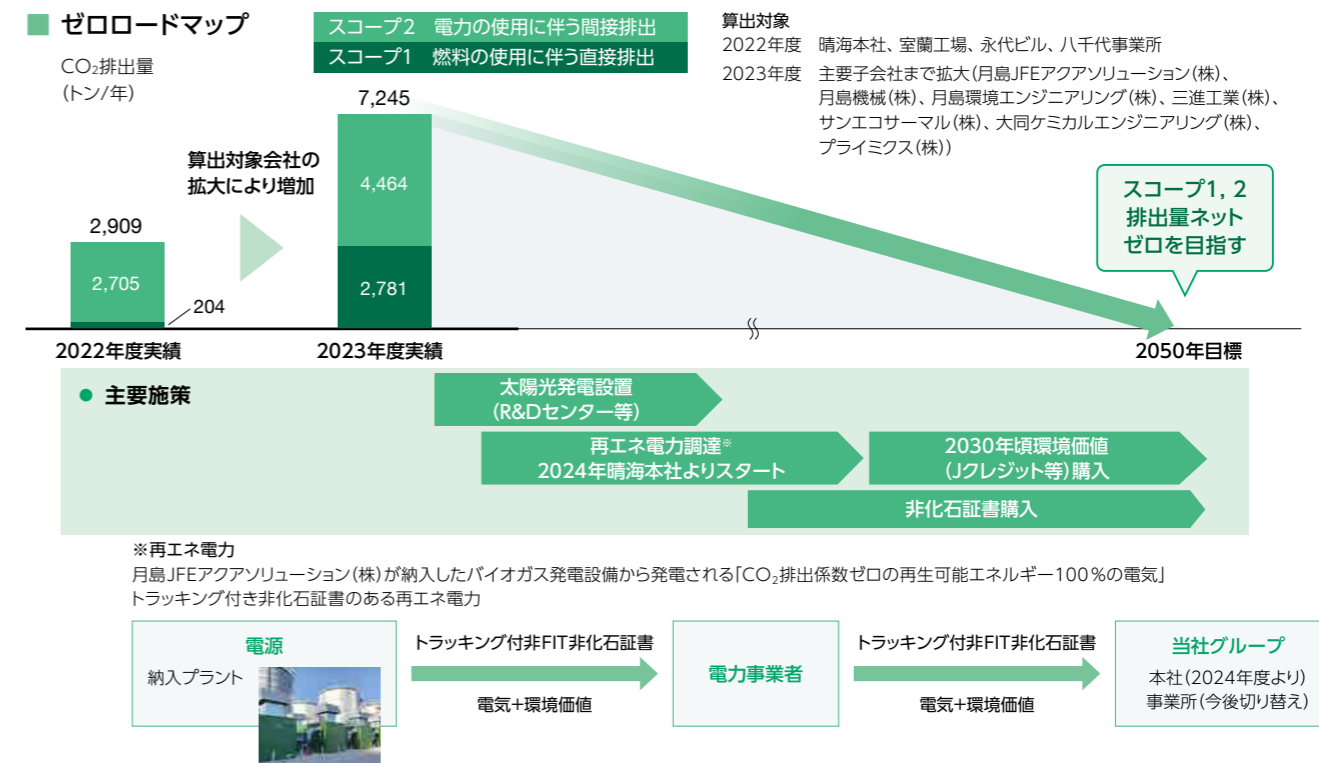 ゼロロードマップ
CO₂排出量
(トン/年)
スコープ2 電力の使用に伴う間接排出
スコープ1 燃料の使用に伴う直接排出
算出対象
2022年度 晴海本社、室蘭工場、永代ビル、八千代事業所
2023年度 主要子会社まで拡大(月島JFEアクアソリューション(株)、
月島機械(株)、月島環境エンジニアリング(株)、三進工業(株)、
サンエコサーマル(株)、大同ケミカルエンジニアリング(株)、
プライミクス(株))
7,245
算出対象会社の
拡大により増加
4,464
2,781
2,909
2,705
204
スコープ1, 2
排出量ネット
ゼロを目指す
2022年度実績
2023年度実績
2050年目標
● 主要施策
太陽光発電設置
(R&Dセンター等)
再エネ電力調達※
2024年晴海本社よりスタート
2030年頃環境価値
(Jクレジット等)購入
非化石証書購入
※再エネ電力
月島JFEアクアソリューション(株)が納入したバイオガス発電設備から発電される「CO₂排出係数ゼロの再生可能エネルギー100%の電気」
トラッキング付き非化石証書のある再エネ電力
電源
納入プラント
トラッキング付非FIT非化石証書
電気+環境価値
電力事業者
トラッキング付非FIT非化石証書
電気+環境価値
当社グループ
本社(2024年度より)
事業所(今後切り替え)